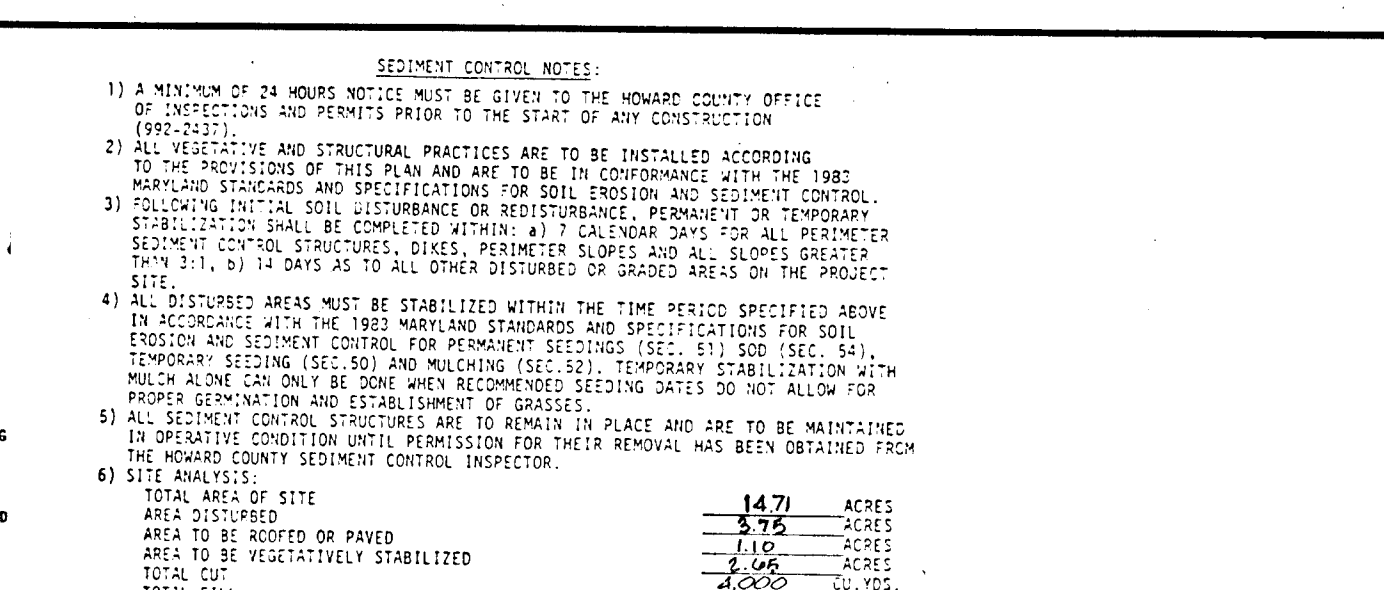 SEDIMENT CONTROL NOTES:
1) A MINIMUM OF 24 HOURS NOTICE MUST BE GIVEN TO THE HOWARD COUNTY OFFICE
OF INSPECTIONS AND PERMITS PRIOR TO THE START OF ANY CONSTRUCTION
(992-2437).
2) ALL VEGETATIVE AND STRUCTURAL PRACTICES ARE TO BE INSTALLED ACCORDING
TO THE PROVISIONS OF THIS PLAN AND ARE TO BE IN CONFORMANCE WITH THE 1983
MARYLAND STANDARDS AND SPECIFICATIONS FOR SOIL EROSION AND SEDIMENT CONTROL.
3) FOLLOWING INITIAL SOIL DISTURBANCE OR REDISTURBANCE, PERMANENT OR TEMPORARY
STABILIZATION SHALL BE COMPLETED WITHIN: a) 7 CALENDAR DAYS FOR ALL PERIMETER
SEDIMENT CONTROL STRUCTURES, DIKES, PERIMETER SLOPES AND ALL SLOPES GREATER
THAN 3:1, b) 14 DAYS AS TO ALL OTHER DISTURBED OR GRADED AREAS ON THE PROJECT
SITE.
4) ALL DISTURBED AREAS MUST BE STABILIZED WITHIN THE TIME PERIOD SPECIFIED ABOVE
IN ACCORDANCE WITH THE 1983 MARYLAND STANDARDS AND SPECIFICATIONS FOR SOIL
EROSION AND SEDIMENT CONTROL FOR PERMANENT SEEDINGS (SEC. 51) SOD (SEC. 54),
TEMPORARY SEEDING (SEC.50) AND MULCHING (SEC.52). TEMPORARY STABILIZATION WITH
MULCH ALONE CAN ONLY BE DONE WHEN RECOMMENDED SEEDING DATES DO NOT ALLOW FOR
PROPER GERMINATION AND ESTABLISHMENT OF GRASSES.
5) ALL SEDIMENT CONTROL STRUCTURES ARE TO REMAIN IN PLACE AND ARE TO BE MAINTAINED
IN OPERATIVE CONDITION UNTIL PERMISSION FOR THEIR REMOVAL HAS BEEN OBTAINED FROM
THE HOWARD COUNTY SEDIMENT CONTROL INSPECTOR.
G
6) SITE ANALYSIS:
TOTAL AREA OF SITE 14.71 ACRES
D
AREA DISTURBED 3.75 ACRES
AREA TO BE ROOFED OR PAVED 1.10 ACRES
AREA TO BE VEGETATIVELY STABILIZED 2.65 ACRES
TOTAL CUT 4,000 CU.YDS.